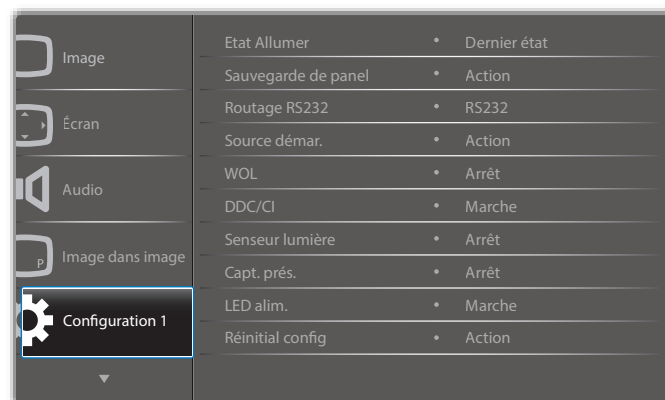 Image
Écran
Audio
P
Image dans image
Configuration 1
Etat Allumer • Dernier état
Sauvegarde de panel • Action
Routage RS232 • RS232
Source démar. • Action
WOL • Arrêt
DDC/CI • Marche
Senseur lumière • Arrêt
Capt. prés. • Arrêt
LED alim. • Marche
Réinitial config • Action